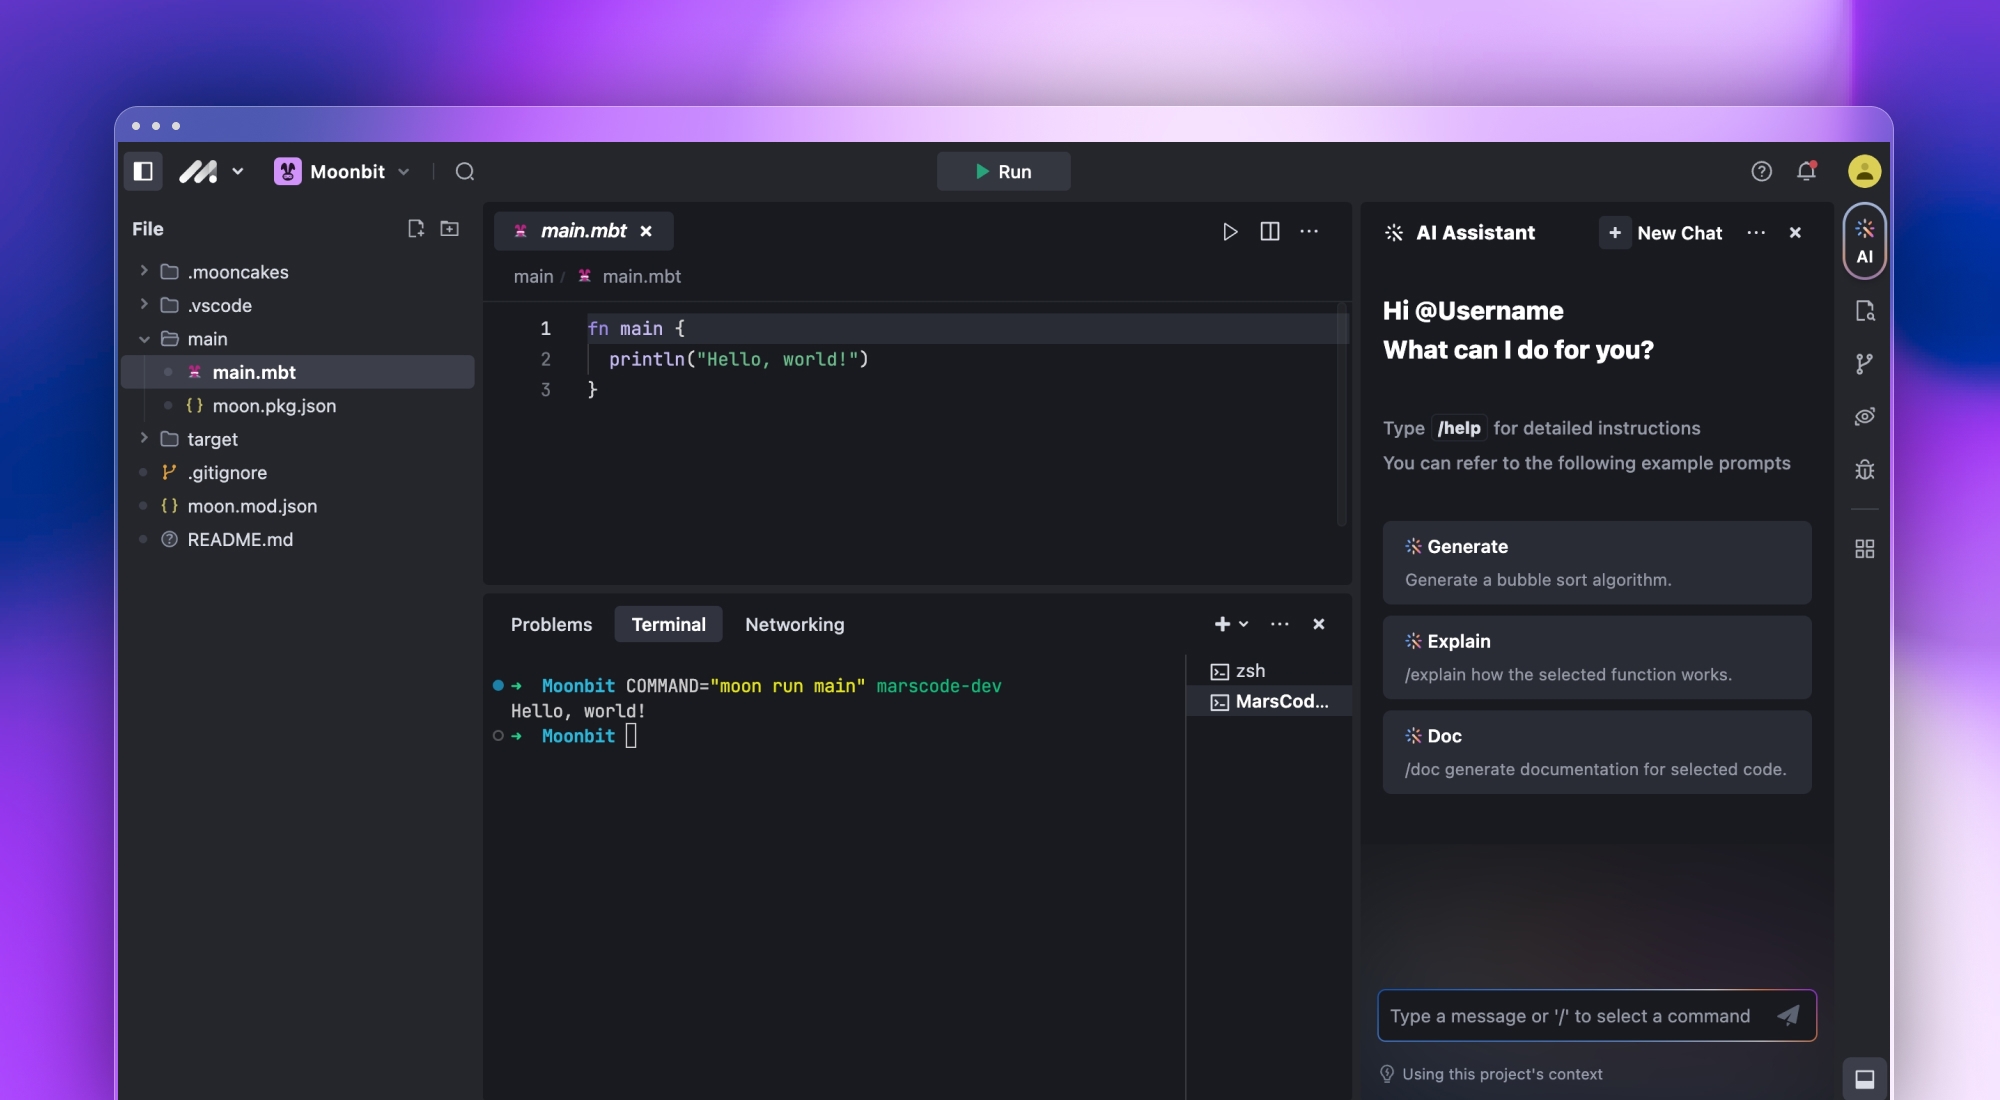 Moonbit
Run
File
.mooncakes
.vscode
main
main.mbt
{} moon.pkg.json
target
.gitignore
{} moon.mod.json
README.md
main.mbt
main / main.mbt
1 fn main {
2 println("Hello, world!")
3 }
Problems Terminal Networking
➜ Moonbit COMMAND="moon run main" marscode-dev
Hello, world!
➜ Moonbit
zsh
MarsCod...
AI Assistant
+ New Chat
Hi @Username
What can I do for you?
Type /help for detailed instructions
You can refer to the following example prompts
Generate
Generate a bubble sort algorithm.
Explain
/explain how the selected function works.
Doc
/doc generate documentation for selected code.
Type a message or '/' to select a command
Using this project's context
AI